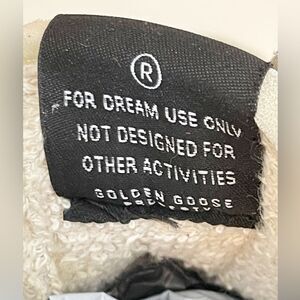 ®
FOR DREAM USE ONLY
NOT DESIGNED FOR
OTHER ACTIVITIES
GOLDEN GOOSE